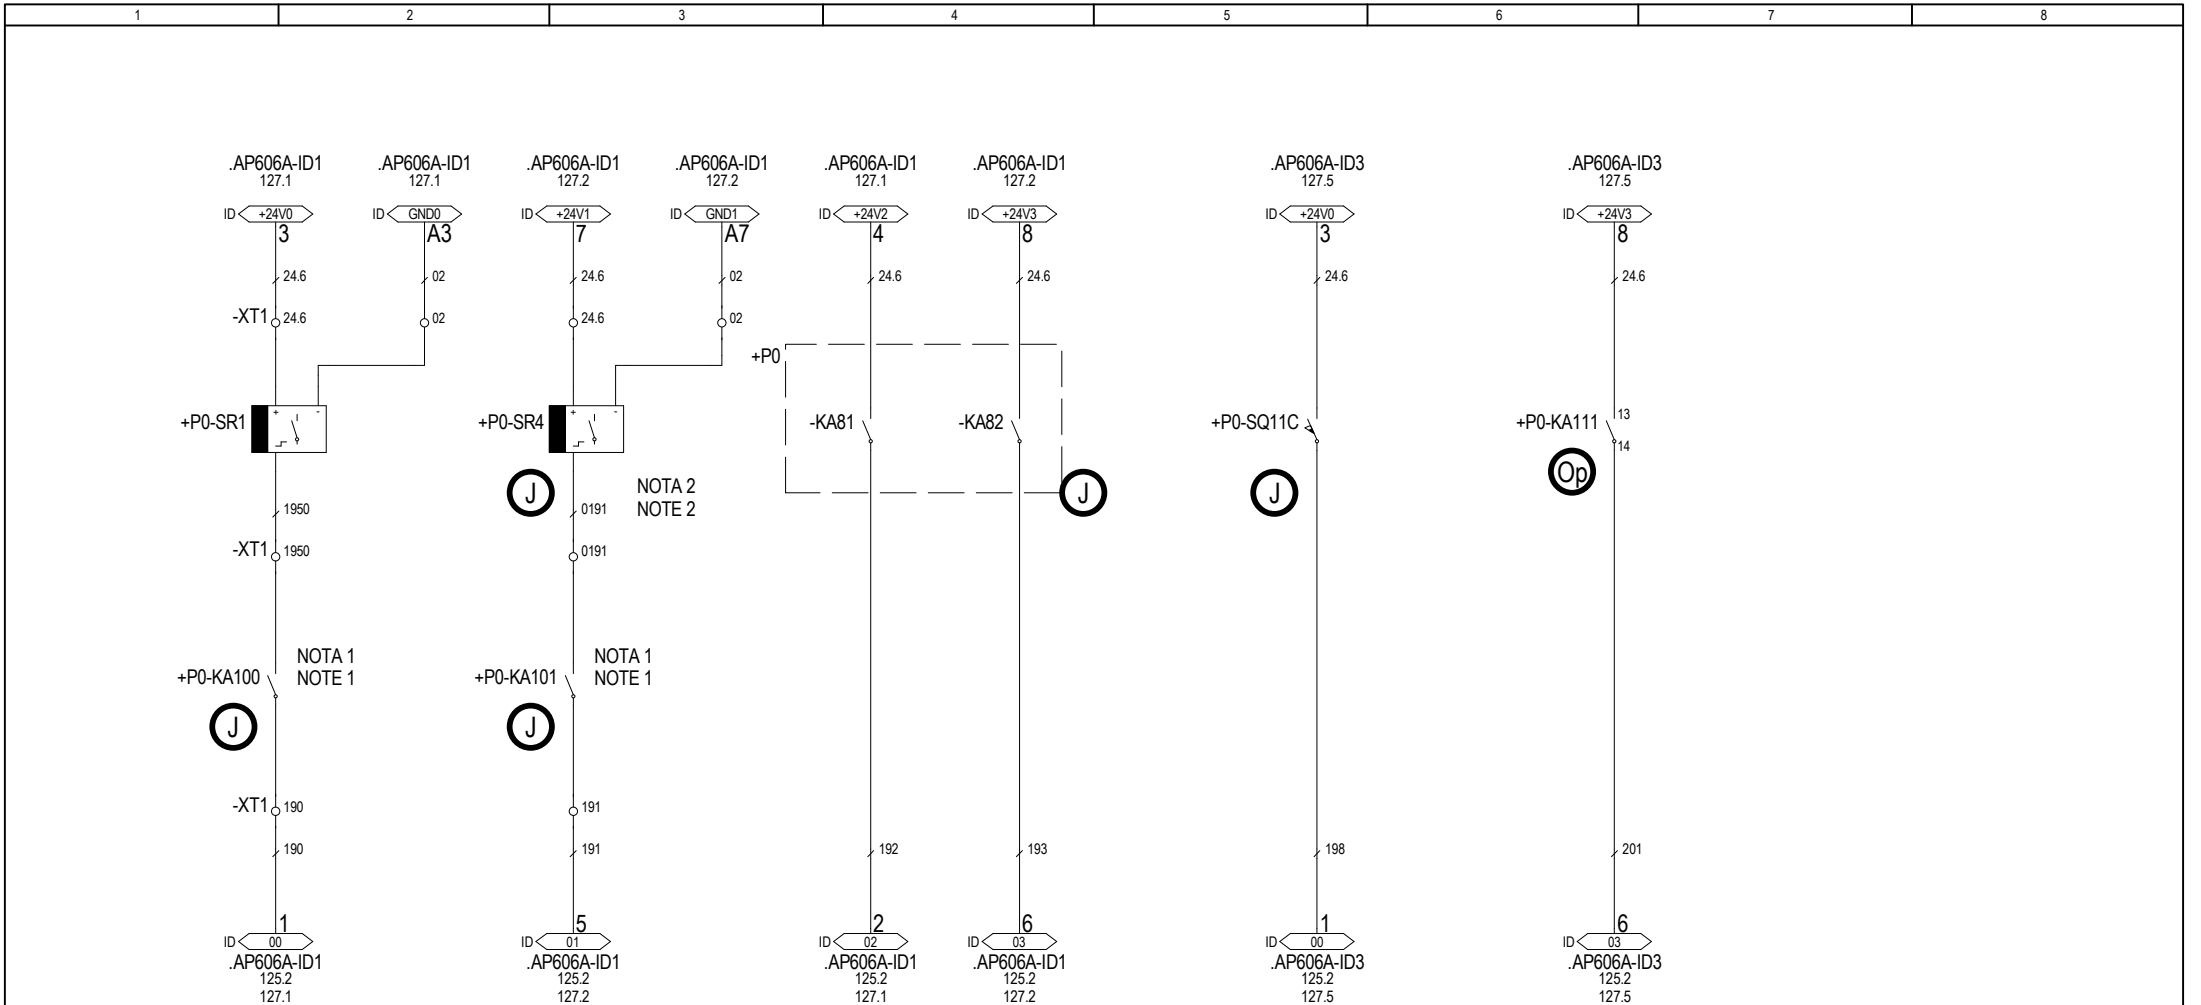 1 2 3 4 5 6 7 8
.AP606A-ID1 .AP606A-ID1 .AP606A-ID1 .AP606A-ID1 .AP606A-ID1 .AP606A-ID1 .AP606A-ID3 .AP606A-ID3
127.1 127.1 127.2 127.2 127.1 127.2 127.5 127.5
ID +24V0 ID GND0 ID +24V1 ID GND1 ID +24V2 ID +24V3 ID +24V0 ID +24V3
3 A3 7 A7 4 8 3 8
24.6 02 24.6 02 24.6 24.6 24.6 24.6
-XT1 24.6 02 24.6 02
+P0
+ - + -
+P0-SR1 +P0-SR4 -KA81 -KA82 +P0-SQ11C +P0-KA111 13
14
Op
J NOTA 2 J J
NOTE 2
1950 0191
-XT1 1950 0191
NOTA 1 NOTA 1
+P0-KA100 NOTE 1 +P0-KA101 NOTE 1
J J
-XT1 190 191
190 191 192 193 198 201
1 5 2 6 1 6
ID 00 ID 01 ID 02 ID 03 ID 00 ID 03
.AP606A-ID1 .AP606A-ID1 .AP606A-ID1 .AP606A-ID1 .AP606A-ID3 .AP606A-ID3
125.2 125.2 125.2 125.2 125.2 125.2
127.1 127.2 127.1 127.2 127.5 127.5